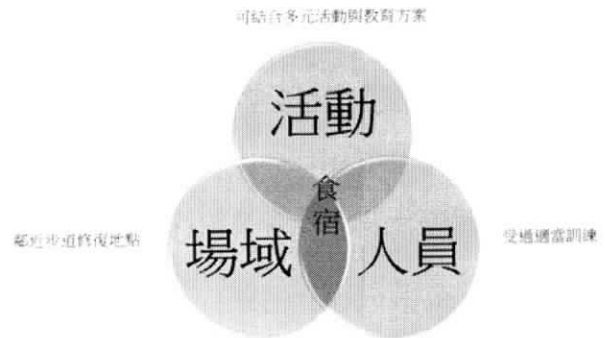 可結合多元活動與教育方案
活動
食宿
鄰近步道修復地點
場域
人員
受過適當訓練